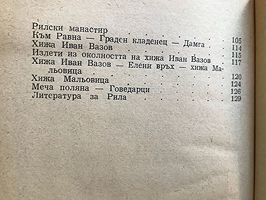 Рилски манастир . . . . . . . . 105
Към Равна — Граден кладенец — Дамга . 114
Хижа Иван Вазов . . . . . . . . 115
Излети из околността на хижа Иван Вазов 117
Хижа Иван Вазов — Елени връх — хижа Ма-
льовица . . . . . . . . 120
Хижа Мальовица . . . . . . . . 124
Меча поляна — Говедарци . . . . . 126
Литература за Рила . . . . . . . 129